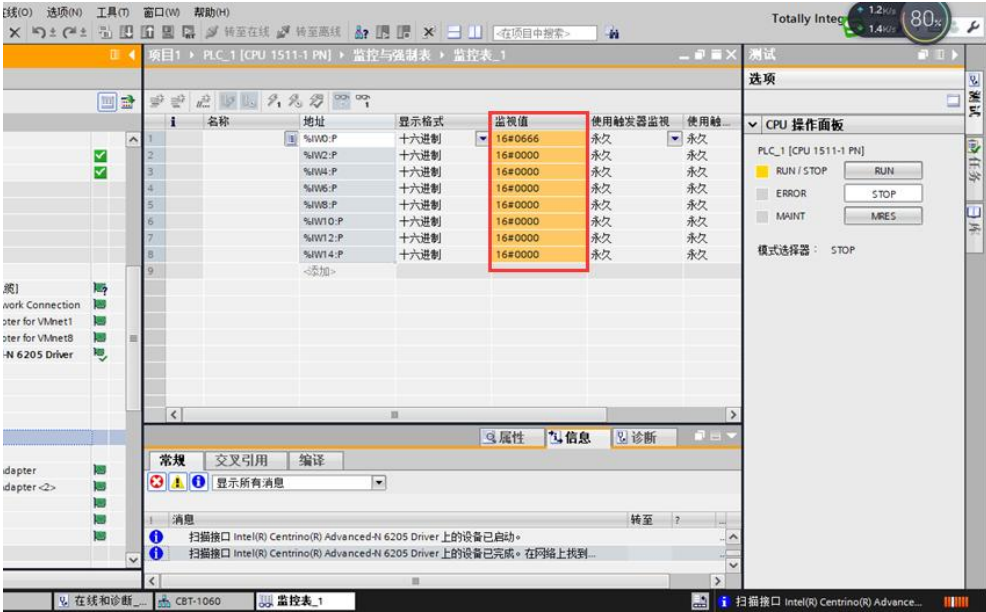 选项(N) 工具(T) 窗口(W) 帮助(H)
转至在线 转至离线 <在项目中搜索>
Totally Integ
1.2K/s
1.4K/s
80%
项目1 PLC_1 [CPU 1511-1 PN] 监控与强制表 监控表_1
测试
选项
i 名称 地址 显示格式 监视值 使用触发器监视 使用触...
1 %IW0:P 十六进制 16#0666 永久 永久
2 %IW2:P 十六进制 16#0000 永久 永久
3 %IW4:P 十六进制 16#0000 永久 永久
4 %IW6:P 十六进制 16#0000 永久 永久
5 %IW8:P 十六进制 16#0000 永久 永久
6 %IW10:P 十六进制 16#0000 永久 永久
7 %IW12:P 十六进制 16#0000 永久 永久
8 %IW14:P 十六进制 16#0000 永久 永久
9 <添加>
CPU 操作面板
PLC_1 [CPU 1511-1 PN]
RUN / STOP RUN
ERROR STOP
MAINT MRES
模式选择器： STOP
测试
任务
库
work Connection
pter for VMnet1
pter for VMnet8
-N 6205 Driver
dapter
dapter <2>
属性 信息 诊断
常规 交叉引用 编译
显示所有消息
! 消息 转至 ? ...
扫描接口 Intel(R) Centrino(R) Advanced-N 6205 Driver 上的设备已启动。
扫描接口 Intel(R) Centrino(R) Advanced-N 6205 Driver 上的设备已完成。在网络上找到...
在线和诊断_... CBT-1060 监控表_1
扫描接口 Intel(R) Centrino(R) Advance...